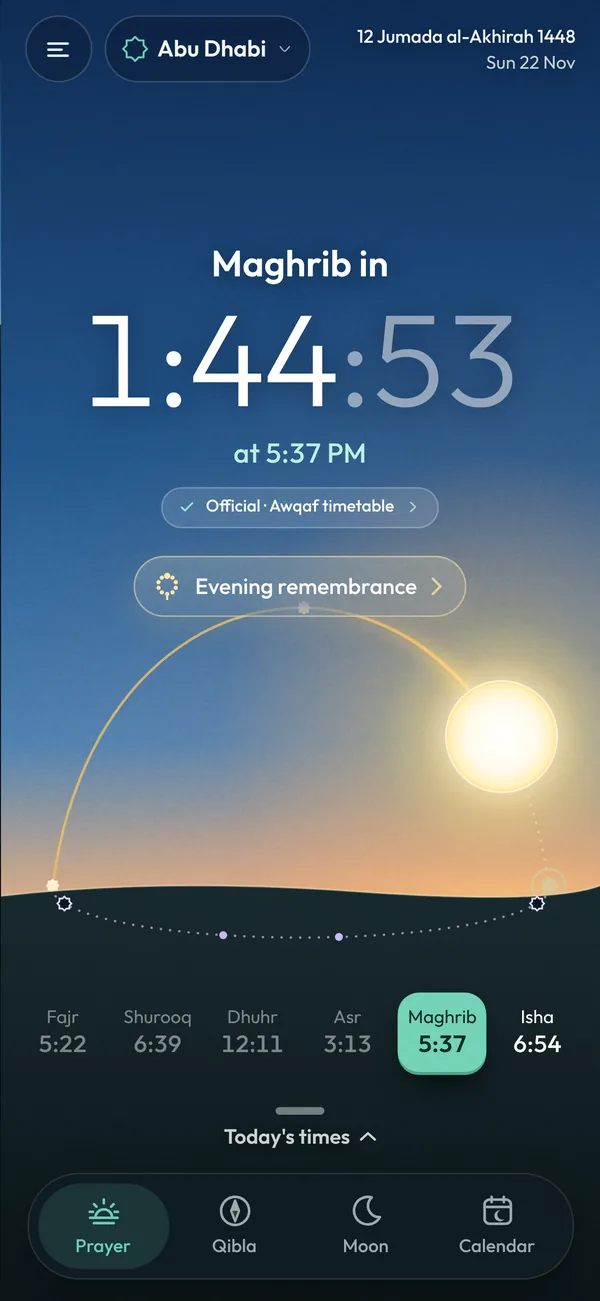 Abu Dhabi
12 Jumada al-Akhirah 1448
Sun 22 Nov
Maghrib in
1:44:53
at 5:37 PM
Official · Awqaf timetable
Evening remembrance
Fajr Shurooq Dhuhr Asr Maghrib Isha
5:22 6:39 12:11 3:13 5:37 6:54
Today's times
Prayer Qibla Moon Calendar